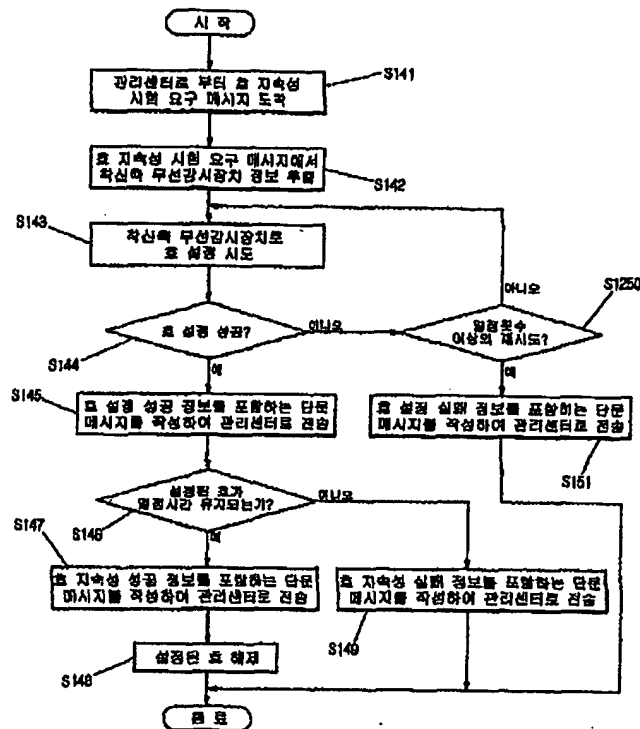 시 작
관리센터로 부터 호 지속성
시험 요구 메시지 도착
S141
호 지속성 시험 요구 메시지에서
착신측 무선감시장치 정보 추출
S142
S143
착신측 무선감시장치로
호 설정 시도
아니오
S1250
호 설정 성공?
아니오
일정횟수
이상의 재시도?
S144
예
예
S145
호 설정 성공 정보를 포함하는 단문
메시지를 작성하여 관리센터로 전송
호 설정 실패 정보를 포함하는 단문
메시지를 작성하여 관리센터로 전송
S151
설정된 호가
일정시간 유지되는가?
아니오
S146
예
S147
호 지속성 성공 정보를 포함하는 단문
메시지를 작성하여 관리센터로 전송
호 지속성 실패 정보를 포함하는 단문
메시지를 작성하여 관리센터로 전송
S149
설정된 호 해제
S148
완 료